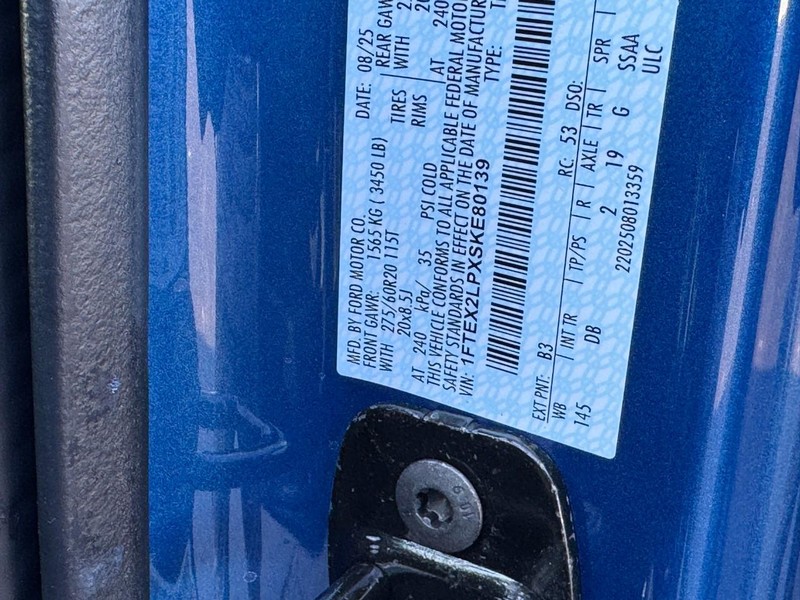 MFD. BY FORD MOTOR CO.
DATE: 08/25
FRONT GAWR: 1565 KG ( 3450 LB)
REAR GAW
WITH 275/60R20 115T
TIRES
WITH
20x8.5J
RIMS
AT 240 kPa/ 35 PSI COLD
AT 240
THIS VEHICLE CONFORMS TO ALL APPLICABLE FEDERAL MOTOR
SAFETY STANDARDS IN EFFECT ON THE DATE OF MANUFACTUR
VIN: 1FTEX2LPXSKE80139
TYPE:
EXT PNT: B3
RC: 53
DSO:
WB
INT TR
TP/PS
R
AXLE
TR
SPR
145
DB
2
19
G
SSAA
2202508013359
ULC